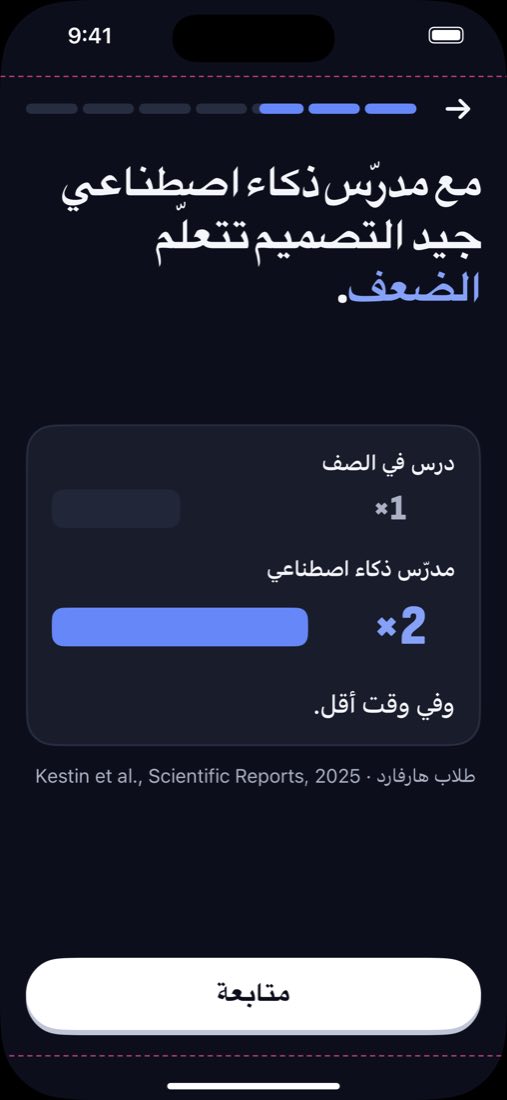 9:41
مع مدرّس ذكاء اصطناعي
جيد التصميم تتعلّم
الضعف.
درس في الصف
×1
مدرّس ذكاء اصطناعي
×2
وفي وقت أقل.
طلاب هارفارد · Kestin et al., Scientific Reports, 2025
متابعة